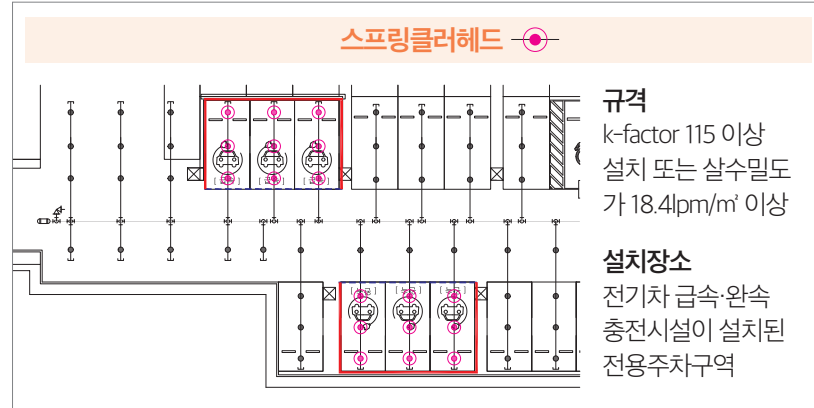 스프링클러헤드
규격
k-factor 115 이상
설치 또는 살수밀도
가 18.4lpm/㎡ 이상
설치장소
전기차 급속·완속
충전시설이 설치된
전용주차구역